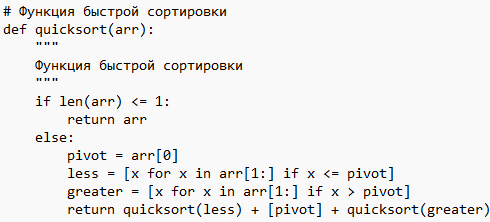 # Функция быстрой сортировки
def quicksort(arr):
    """
    Функция быстрой сортировки
    """
    if len(arr) <= 1:
        return arr
    else:
        pivot = arr[0]
        less = [x for x in arr[1:] if x <= pivot]
        greater = [x for x in arr[1:] if x > pivot]
        return quicksort(less) + [pivot] + quicksort(greater)